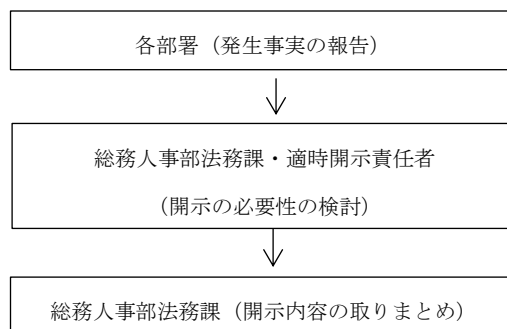 各部署（発生事実の報告）
総務人事部法務課・適時開示責任者
（開示の必要性の検討）
総務人事部法務課（開示内容の取りまとめ）